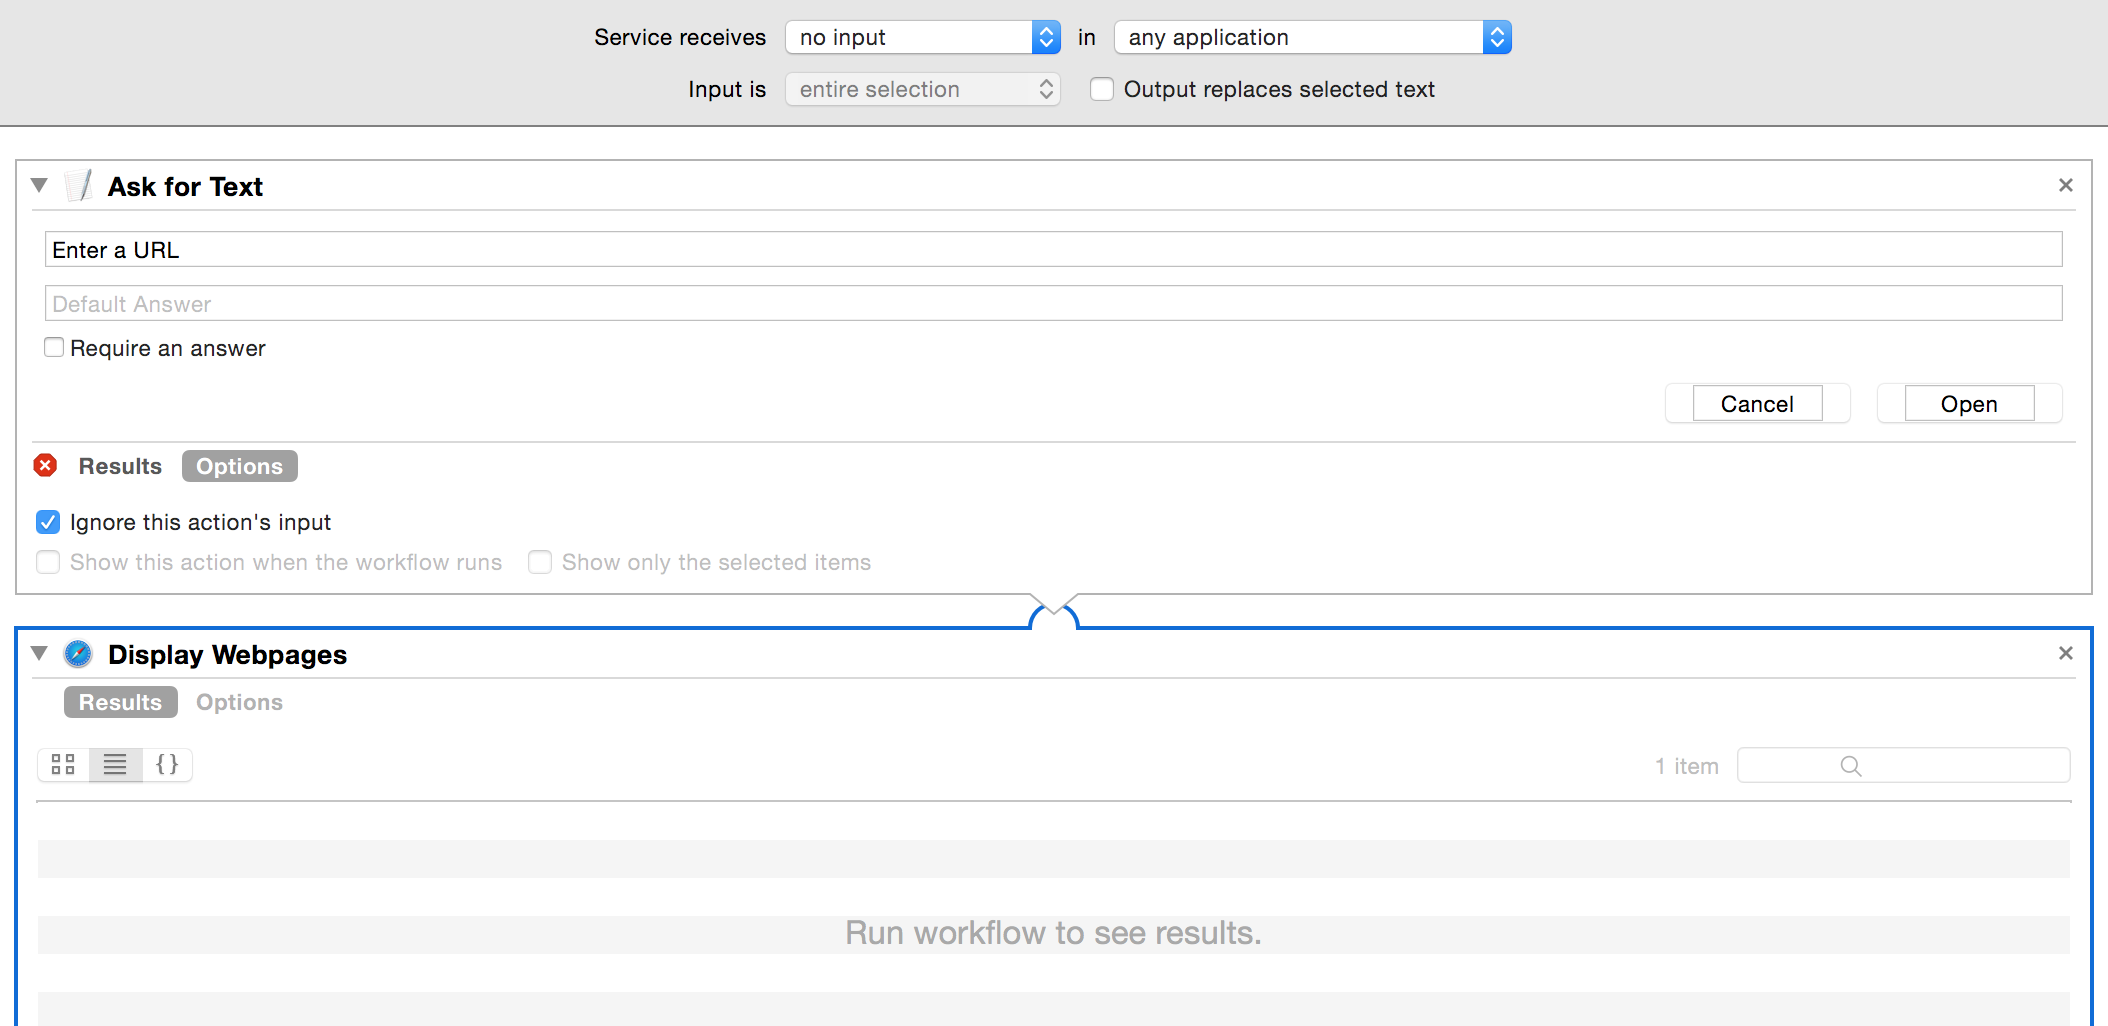 Service receives no input in any application
Input is entire selection Output replaces selected text
Ask for Text
Enter a URL
Default Answer
Require an answer
Cancel Open
Results Options
Ignore this action's input
Show this action when the workflow runs Show only the selected items
Display Webpages
Results Options
{} 1 item
Run workflow to see results.